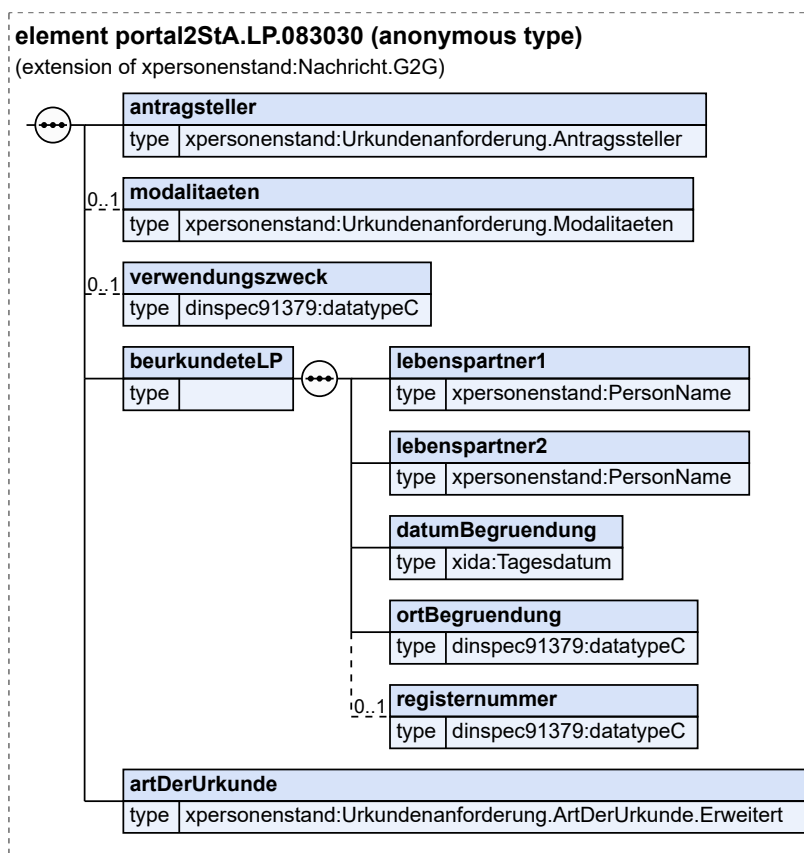 element portal2StA.LP.083030 (anonymous type)
(extension of xpersonenstand:Nachricht.G2G)
antragsteller
type xpersonenstand:Urkundenanforderung.Antragssteller
0..1 modalitaeten
type xpersonenstand:Urkundenanforderung.Modalitaeten
0..1 verwendungszweck
type dinspec91379:datatypeC
beurkundeteLP
type
lebenspartner1
type xpersonenstand:PersonName
lebenspartner2
type xpersonenstand:PersonName
datumBegruendung
type xida:Tagesdatum
ortBegruendung
type dinspec91379:datatypeC
0..1 registernummer
type dinspec91379:datatypeC
artDerUrkunde
type xpersonenstand:Urkundenanforderung.ArtDerUrkunde.Erweitert